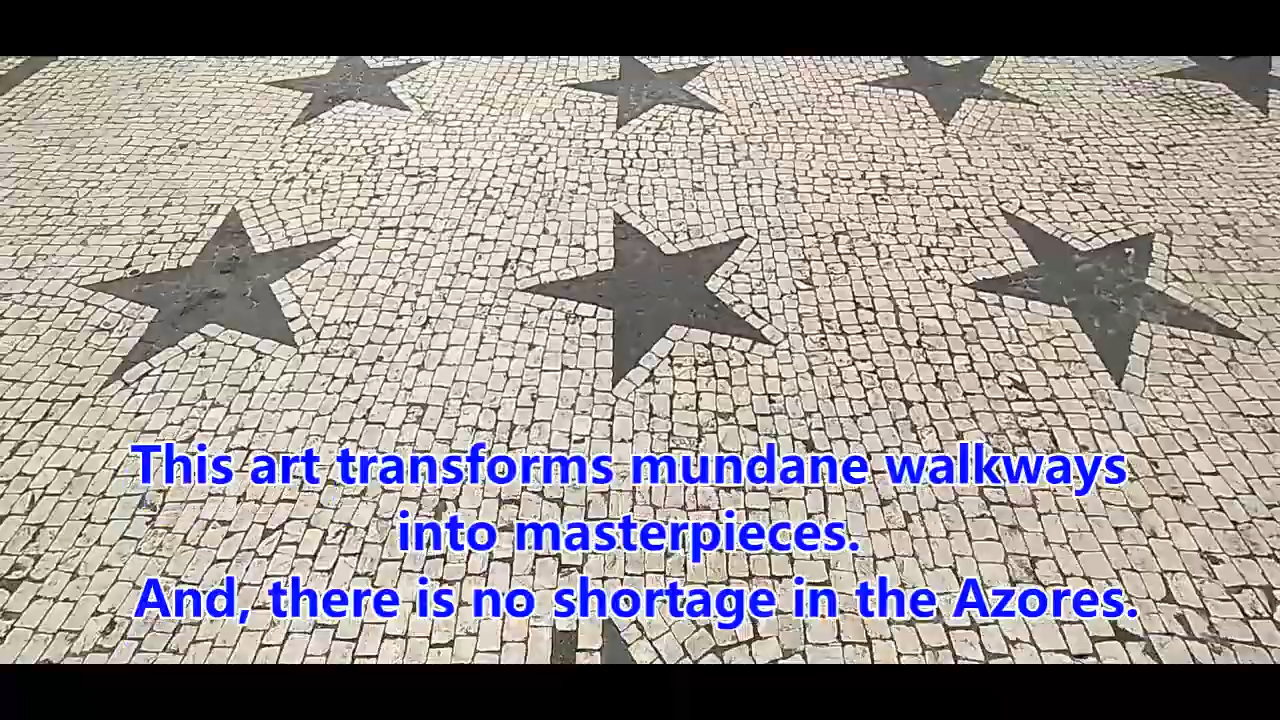 This art transforms mundane walkways
into masterpieces.
And, there is no shortage in the Azores.